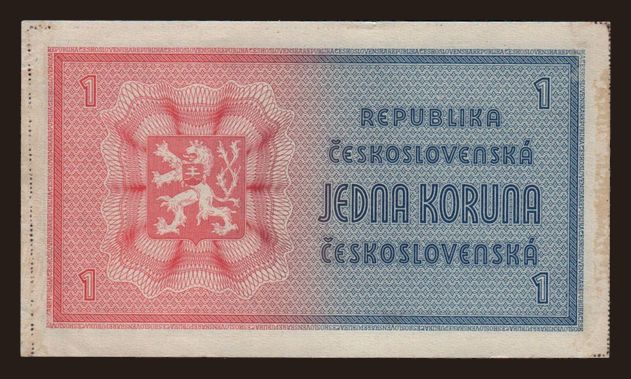 1
1
REPUBLIKA
ČESKOSLOVENSKÁ
JEDNA KORUNA
ČESKOSLOVENSKÁ
1
1